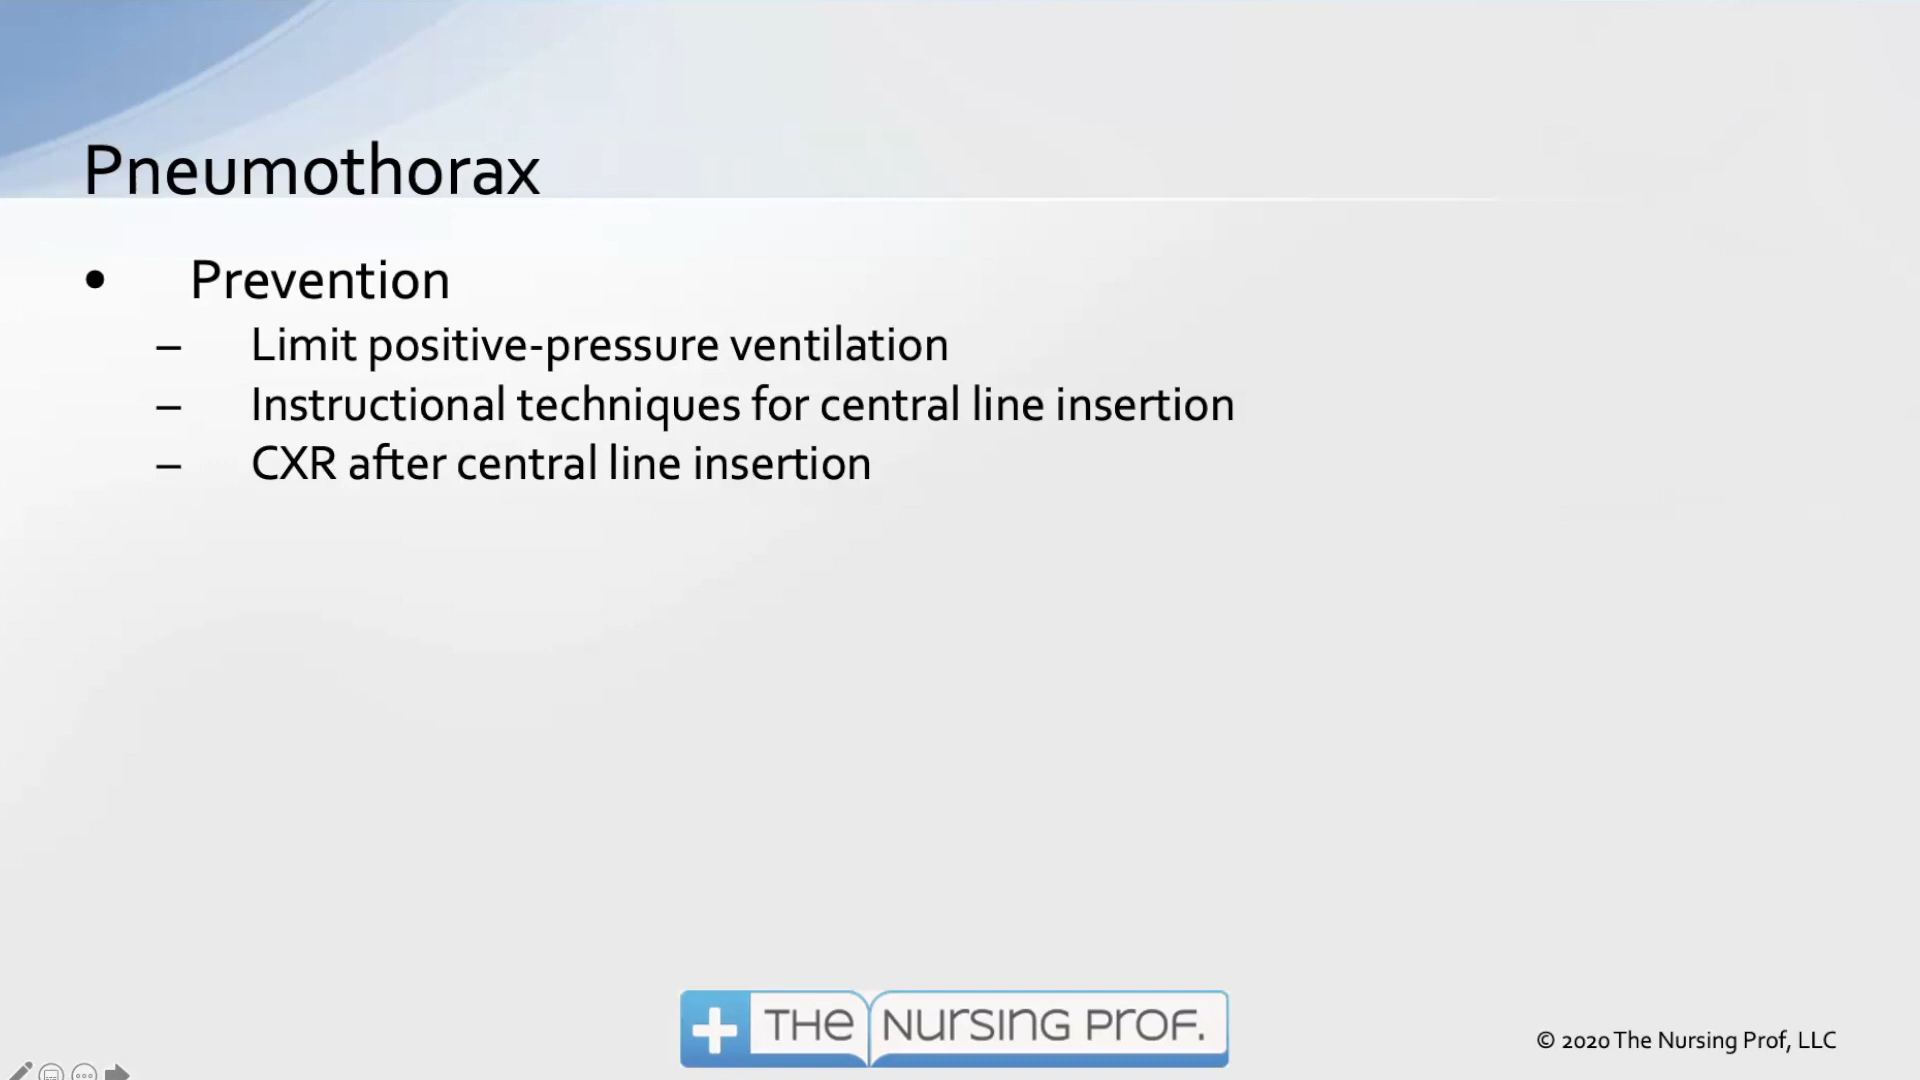 Pneumothorax
• Prevention
– Limit positive-pressure ventilation
– Instructional techniques for central line insertion
– CXR after central line insertion
THE NURSING PROF.
© 2020 The Nursing Prof, LLC